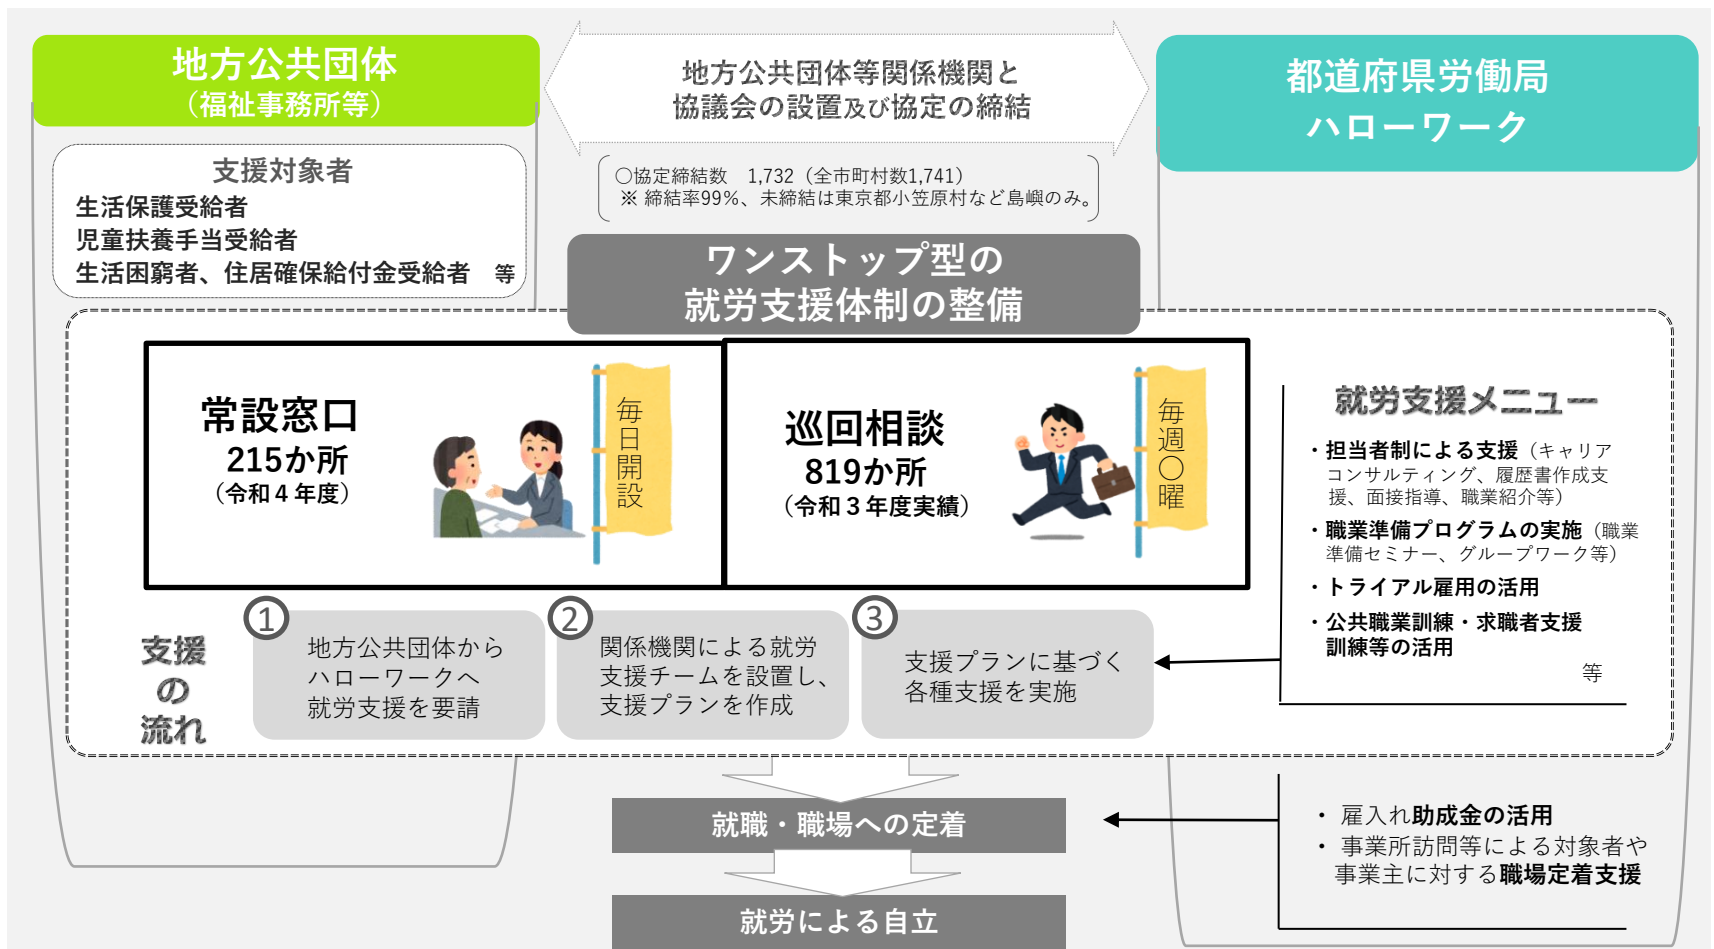 地方公共団体
（福祉事務所等）
地方公共団体等関係機関と
協議会の設置及び協定の締結
都道府県労働局
ハローワーク
○協定締結数　1,732（全市町村数1,741）
※ 締結率99%、未締結は東京都小笠原村など島嶼のみ。
支援対象者
生活保護受給者
児童扶養手当受給者
生活困窮者、住居確保給付金受給者　等
ワンストップ型の
就労支援体制の整備
常設窓口
215か所
（令和４年度）
毎日開設
巡回相談
819か所
（令和３年度実績）
毎週〇曜
就労支援メニュー
・担当者制による支援（キャリア
コンサルティング、履歴書作成支
援、面接指導、職業紹介等）
・職業準備プログラムの実施（職業
準備セミナー、グループワーク等）
・トライアル雇用の活用
・公共職業訓練・求職者支援
訓練等の活用
等
支援
の
流れ
①
地方公共団体から
ハローワークへ
就労支援を要請
②
関係機関による就労
支援チームを設置し、
支援プランを作成
③
支援プランに基づく
各種支援を実施
就職・職場への定着
・ 雇入れ助成金の活用
・ 事業所訪問等による対象者や
事業主に対する職場定着支援
就労による自立